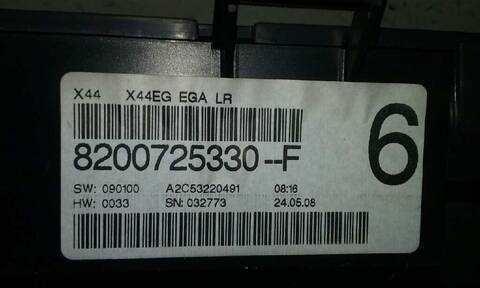 X44 X44EG EGA LR
6
8200725330--F
SW: 090100 A2C53220491 08:16
HW: 0033 SN: 032773 24.05.08